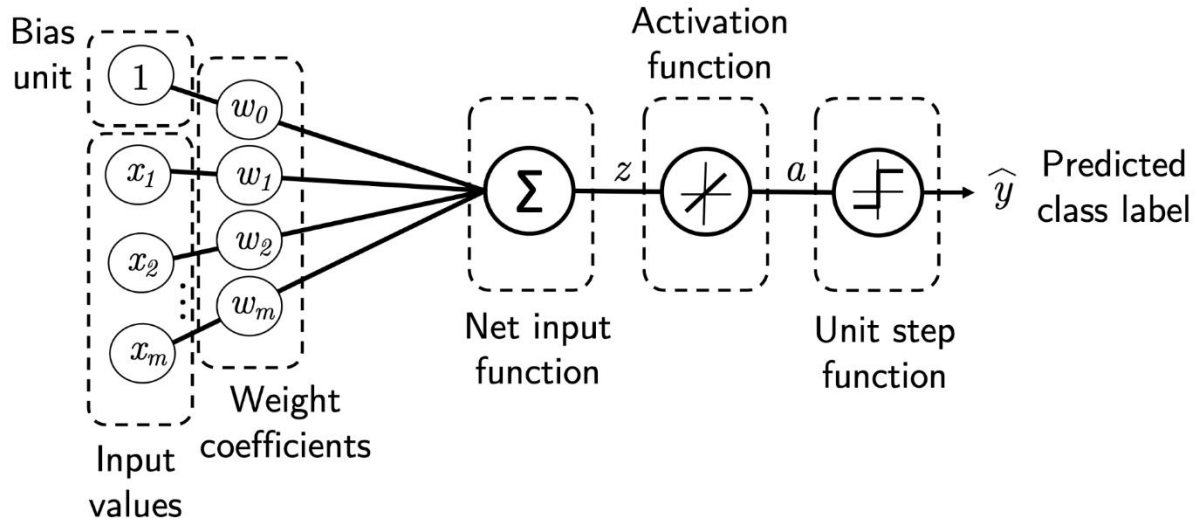 Bias
unit
1
x₁
x₂
⋮
xₘ
Input
values
w₀
w₁
w₂
wₘ
Weight
coefficients
Σ
Net input
function
z
Activation
function
a
Unit step
function
ŷ
Predicted
class label